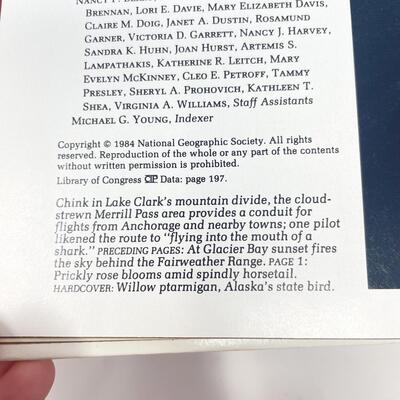 Brennan, Lori E. Davie, Mary Elizabeth Davis,
Claire M. Doig, Janet A. Dustin, Rosamund
Garner, Victoria D. Garrett, Nancy J. Harvey,
Sandra K. Huhn, Joan Hurst, Artemis S.
Lampathakis, Katherine R. Leitch, Mary
Evelyn McKinney, Cleo E. Petroff, Tammy
Presley, Sheryl A. Prohovich, Kathleen T.
Shea, Virginia A. Williams, Staff Assistants
Michael G. Young, Indexer
Copyright © 1984 National Geographic Society. All rights
reserved. Reproduction of the whole or any part of the contents
without written permission is prohibited.
Library of Congress CIP Data: page 197.
Chink in Lake Clark's mountain divide, the cloud-
strewn Merrill Pass area provides a conduit for
flights from Anchorage and nearby towns; one pilot
likened the route to "flying into the mouth of a
shark." PRECEDING PAGES: At Glacier Bay sunset fires
the sky behind the Fairweather Range. PAGE 1:
Prickly rose blooms amid spindly horsetail.
HARDCOVER: Willow ptarmigan, Alaska's state bird.